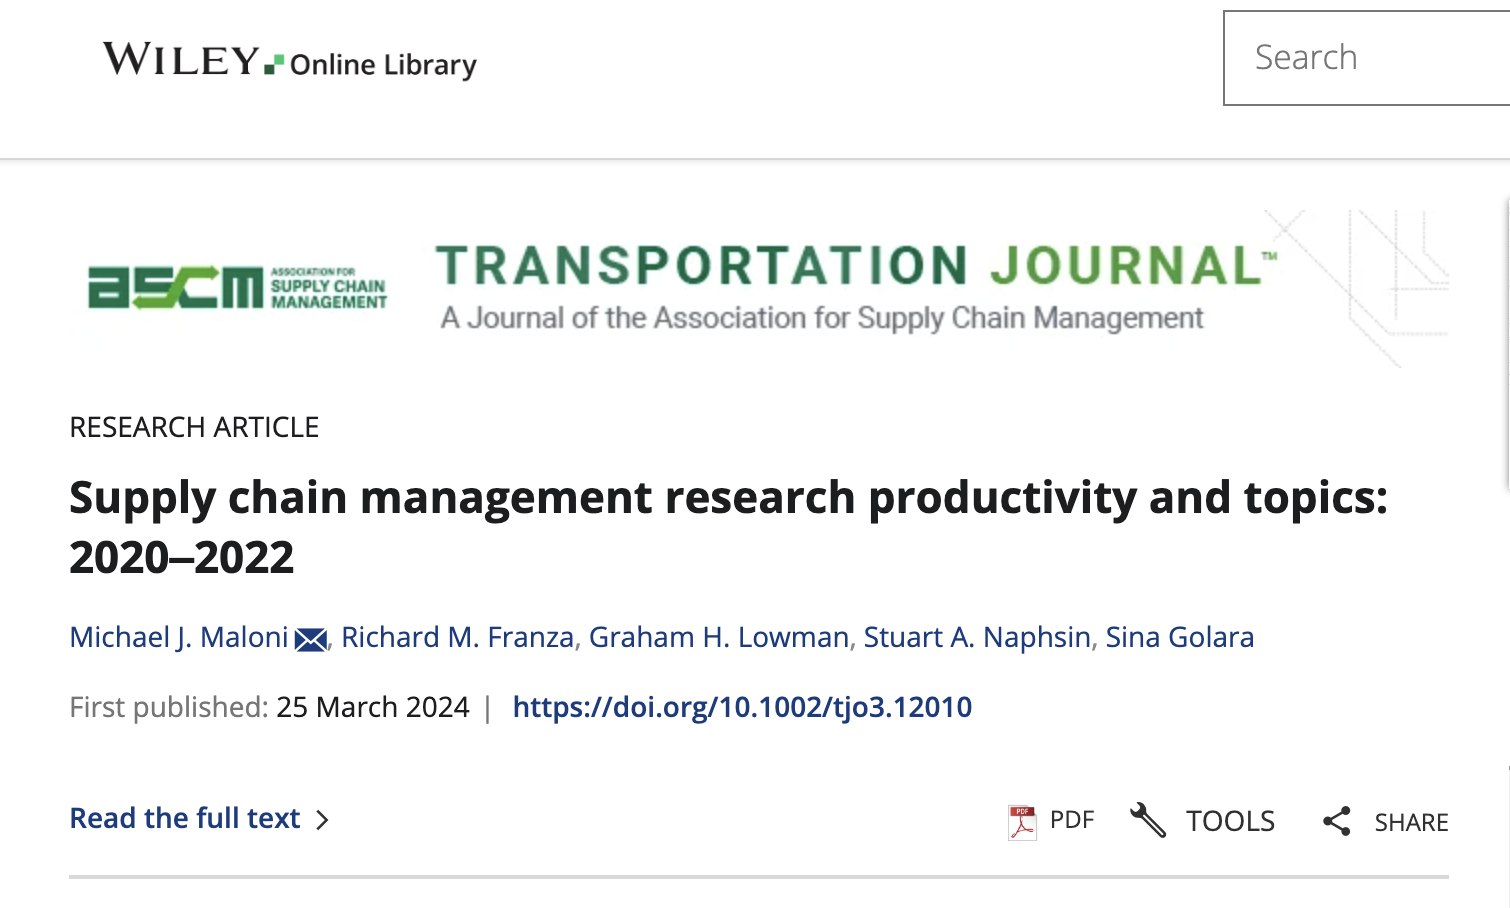 WILEY Online Library
Search
ascm ASSOCIATION FOR SUPPLY CHAIN MANAGEMENT
TRANSPORTATION JOURNAL™
A Journal of the Association for Supply Chain Management
RESEARCH ARTICLE
Supply chain management research productivity and topics:
2020–2022
Michael J. Maloni, Richard M. Franza, Graham H. Lowman, Stuart A. Naphsin, Sina Golara
First published: 25 March 2024 | https://doi.org/10.1002/tjo3.12010
Read the full text
PDF PDF TOOLS SHARE